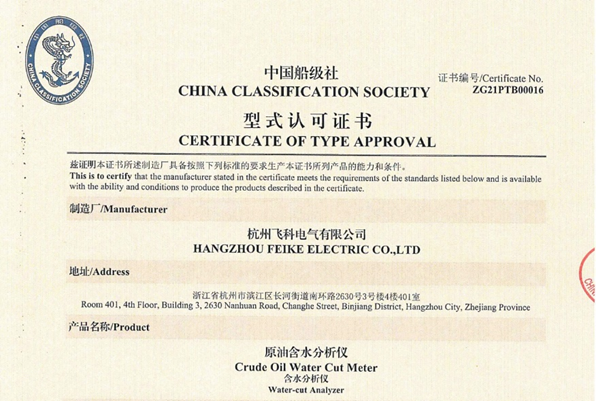 CHINA CLASSIFICATION SOCIETY
中国船级社
CHINA CLASSIFICATION SOCIETY
证书编号/Certificate No.
ZG21PTB00016
型式认可证书
CERTIFICATE OF TYPE APPROVAL
兹证明本证书所述制造厂具备按照下列标准的要求生产本证书所列产品的能力和条件。
This is to certify that the manufacturer stated in the certificate meets the requirements of the standards listed below and is available
with the ability and conditions to produce the products described in the certificate.
制造厂/Manufacturer
杭州飞科电气有限公司
HANGZHOU FEIKE ELECTRIC CO.,LTD
地址/Address
浙江省杭州市滨江区长河街道南环路2630号3号楼4楼401室
Room 401, 4th Floor, Building 3, 2630 Nanhuan Road, Changhe Street, Binjiang District, Hangzhou City, Zhejiang Province
产品名称/Product
原油含水分析仪
Crude Oil Water Cut Meter
含水分析仪
Water-cut Analyzer